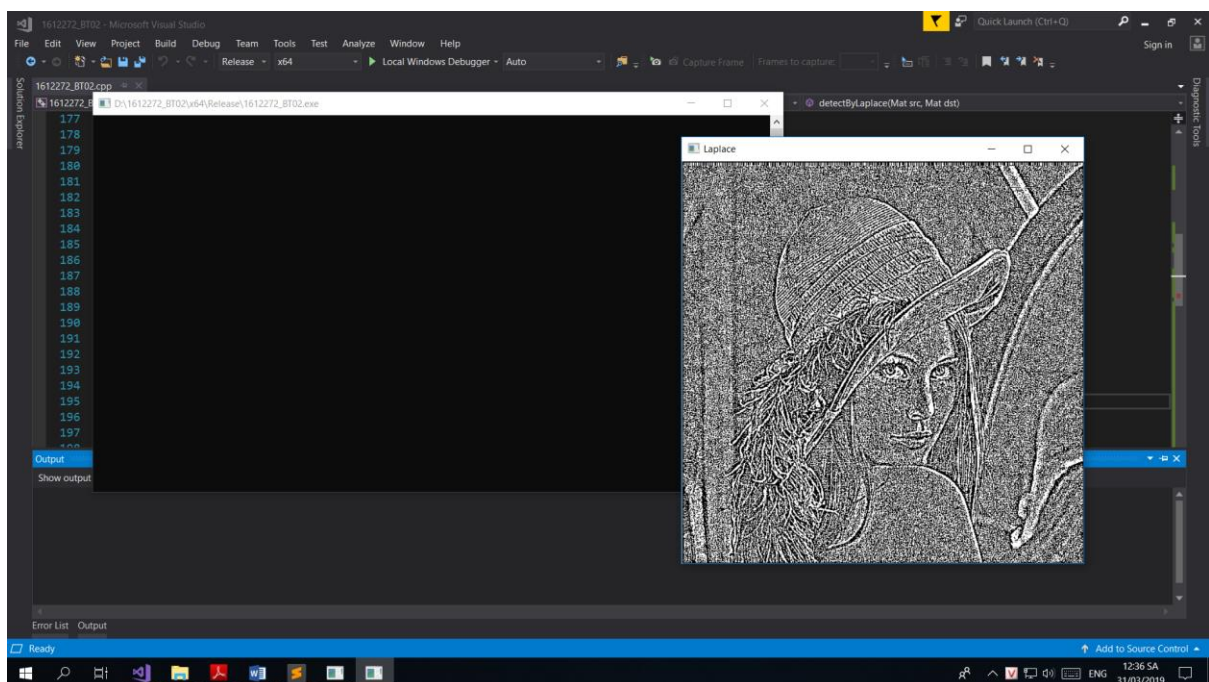 1612272_BT02 - Microsoft Visual Studio
Quick Launch (Ctrl+Q)
File Edit View Project Build Debug Team Tools Test Analyze Window Help
Sign in
Release x64 Local Windows Debugger Auto Capture Frame Frames to capture:
Solution Explorer
1612272_BT02.cpp
Diagnostic Tools
1612272_B
D:\1612272_BT02\x64\Release\1612272_BT02.exe
detectByLaplace(Mat src, Mat dst)
Laplace
177
178
179
180
181
182
183
184
185
186
187
188
189
190
191
192
193
194
195
196
197
Output
Show output
Error List Output
Ready
Add to Source Control
ENG
12:36 SA
31/03/2019